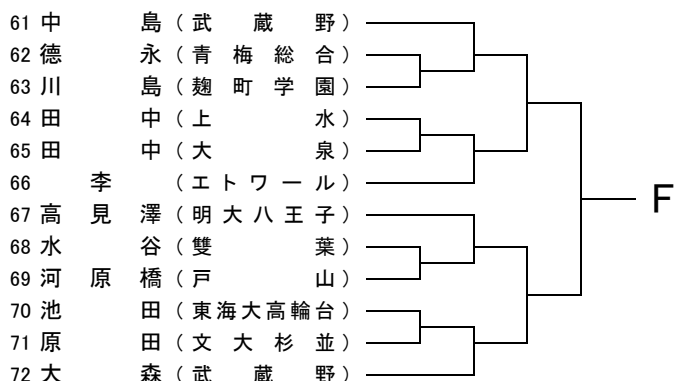 61 中島（武蔵野）
62 德永（青梅総合）
63 川島（麹町学園）
64 田中（上水）
65 田中（大泉）
66 李（エトワール）
67 高見澤（明大八王子）
68 水谷（雙葉）
69 河原橋（戸山）
70 池田（東海大高輪台）
71 原田（文大杉並）
72 大森（武蔵野）
F